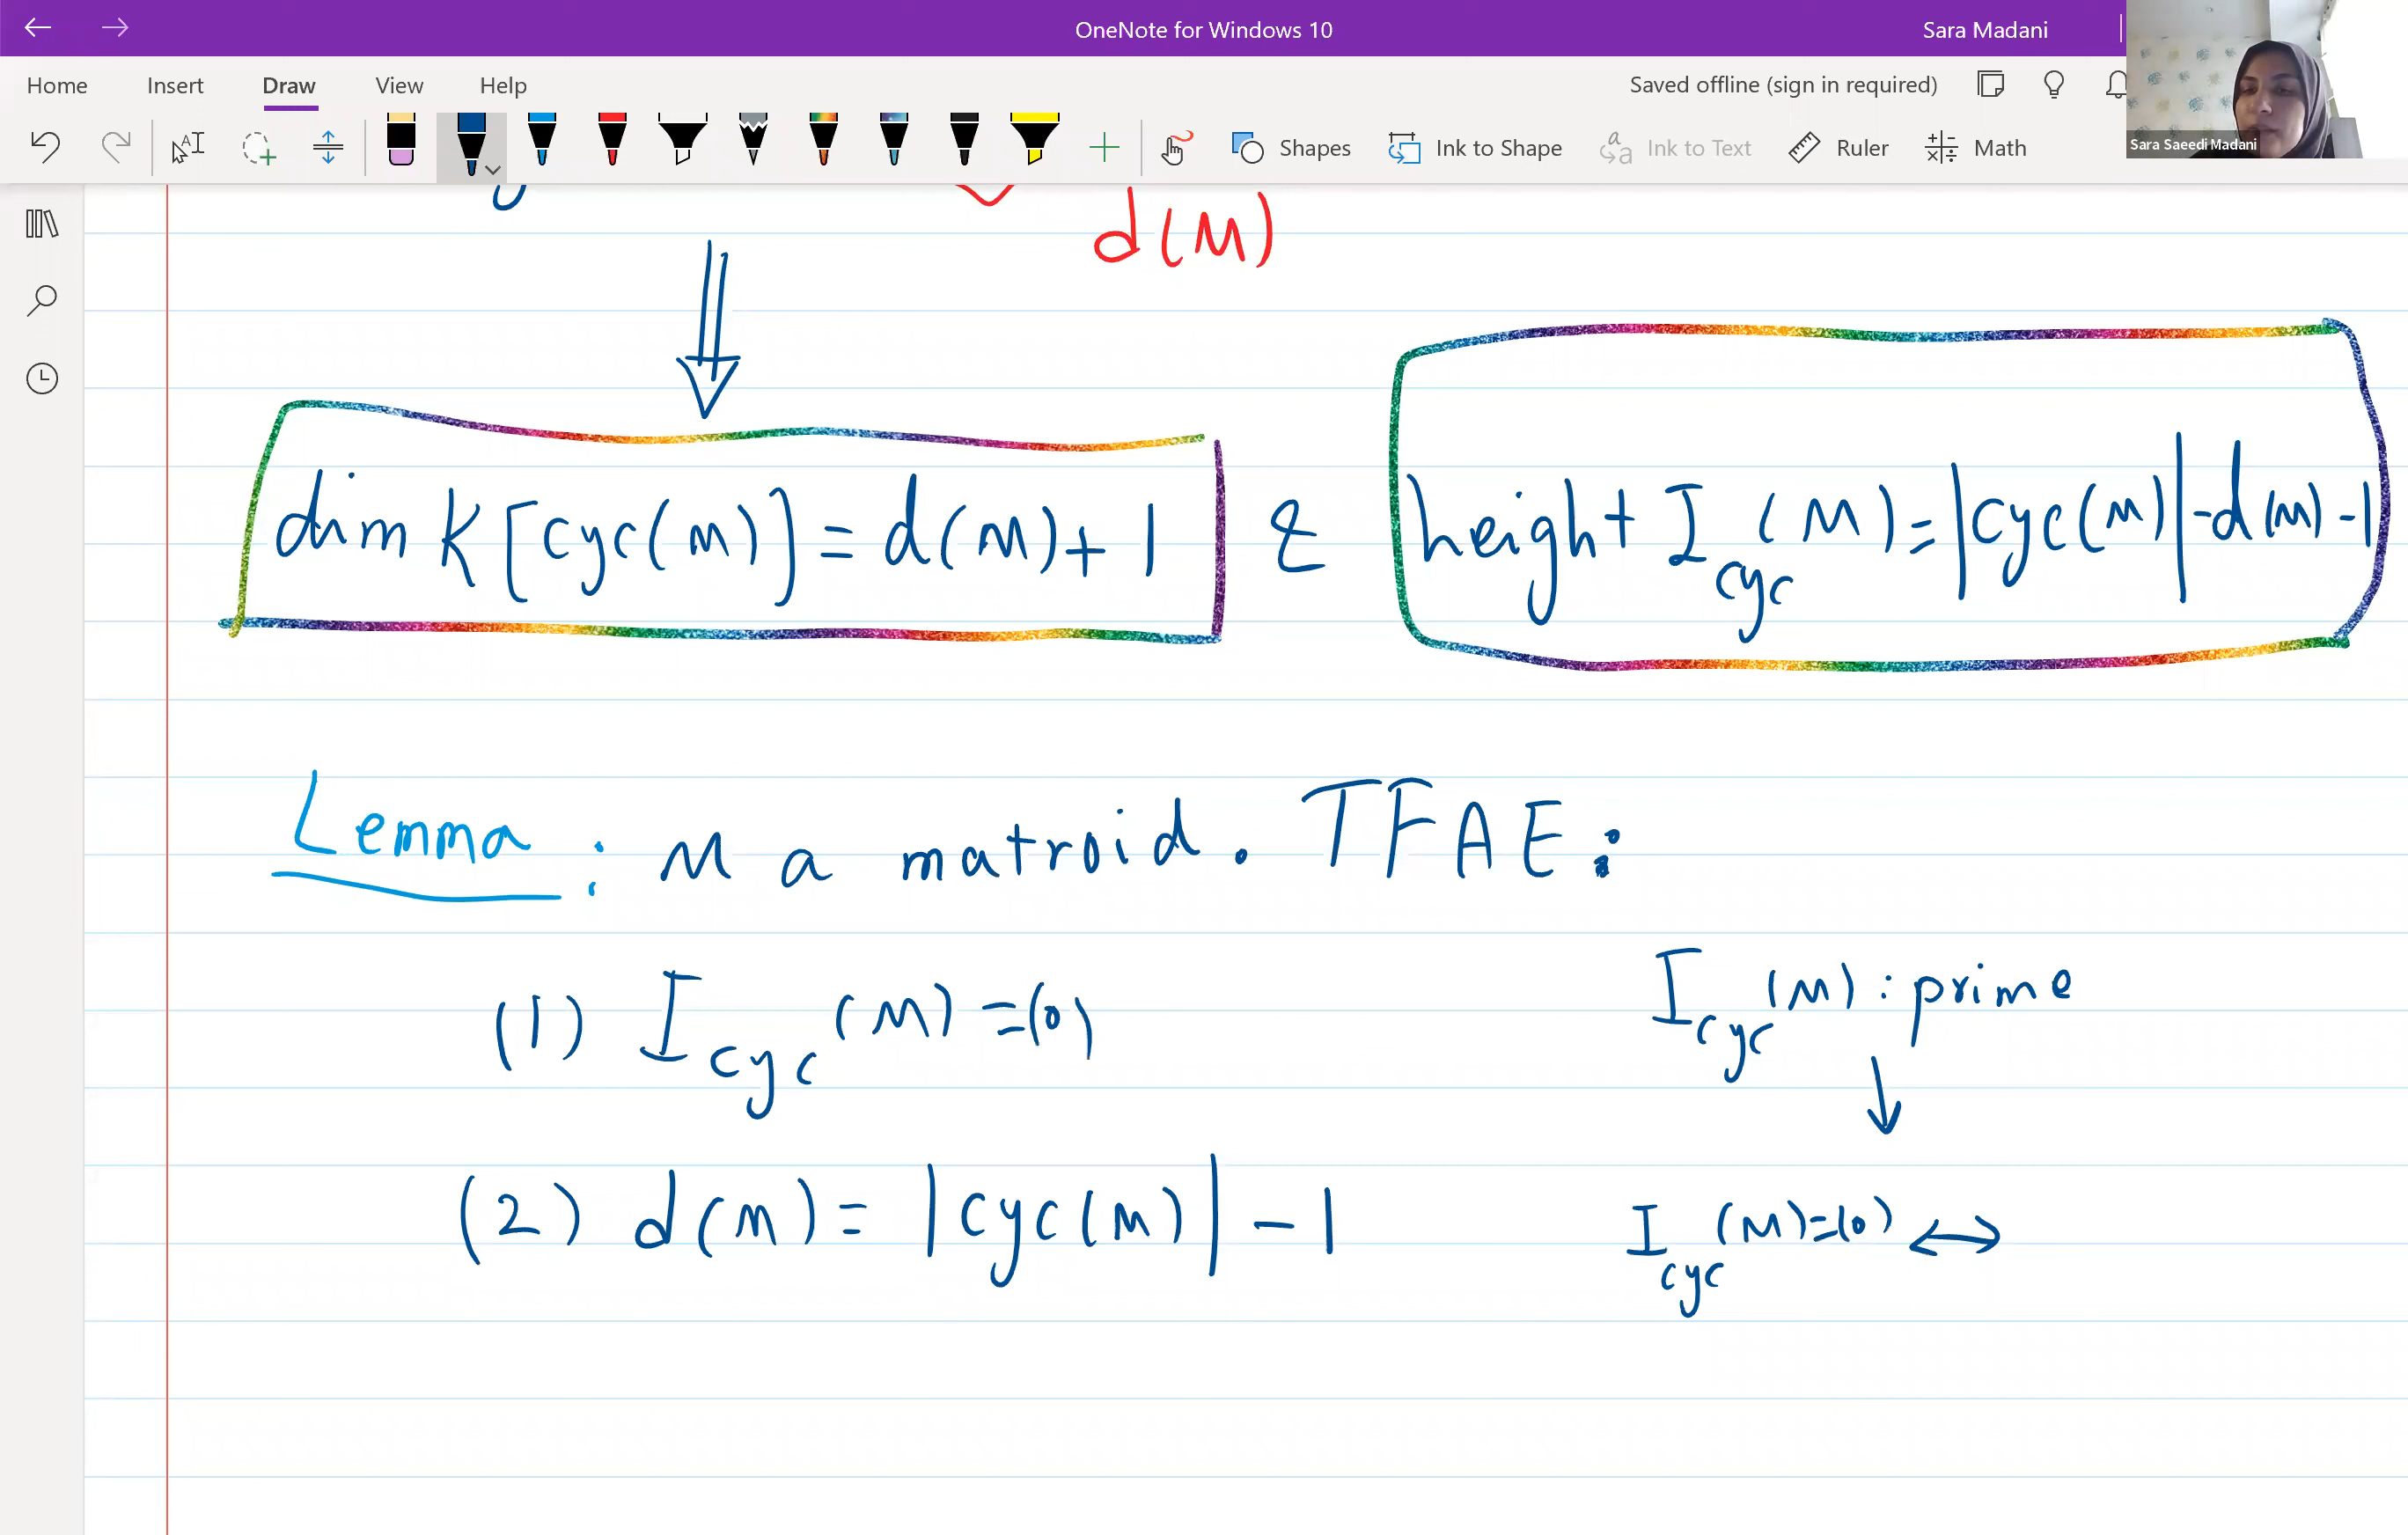 OneNote for Windows 10
Sara Madani
Home Insert Draw View Help
Saved offline (sign in required)
Shapes Ink to Shape Ink to Text Ruler Math
Sara Saeedi Madani
d(M)
dim K[cyc(M)] = d(M)+1 & height I_cyc(M) = |cyc(M)| -d(M) -1
Lemma : M a matroid. TFAE:
(1) I_cyc(M) =(0)
I_cyc(M) : prime
(2) d(M) = |cyc(M)| - 1
I_cyc(M)=(0) ↔